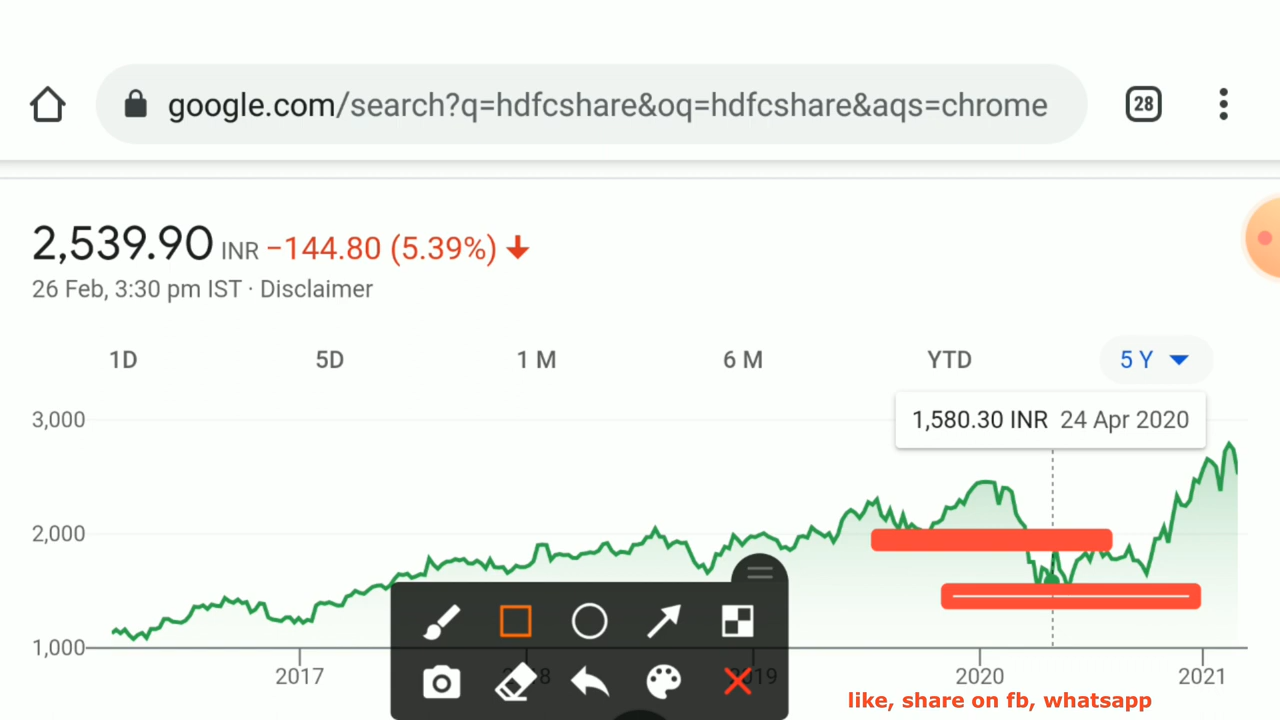 google.com/search?q=hdfcshare&oq=hdfcshare&aqs=chrome
28
2,539.90 INR −144.80 (5.39%)
26 Feb, 3:30 pm IST · Disclaimer
1D 5D 1 M 6 M YTD 5 Y
3,000
1,580.30 INR 24 Apr 2020
2,000
1,000
2017 18 2019 2020 2021
like, share on fb, whatsapp